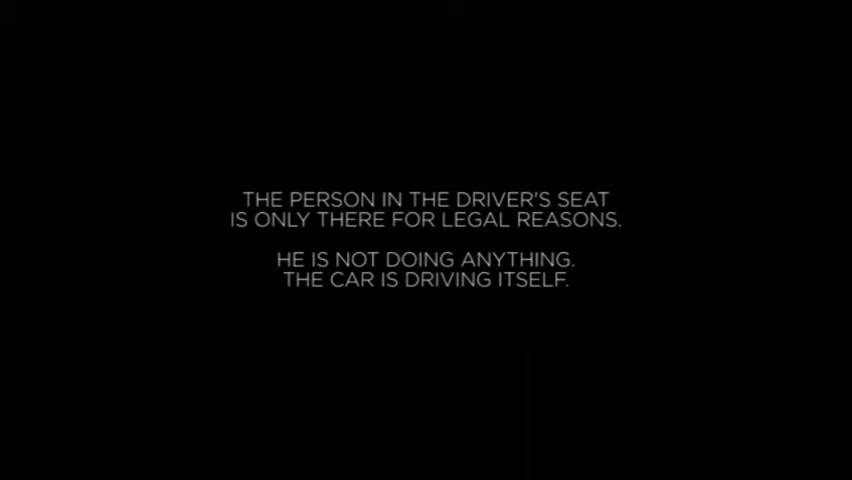 THE PERSON IN THE DRIVER'S SEAT
IS ONLY THERE FOR LEGAL REASONS.
HE IS NOT DOING ANYTHING.
THE CAR IS DRIVING ITSELF.